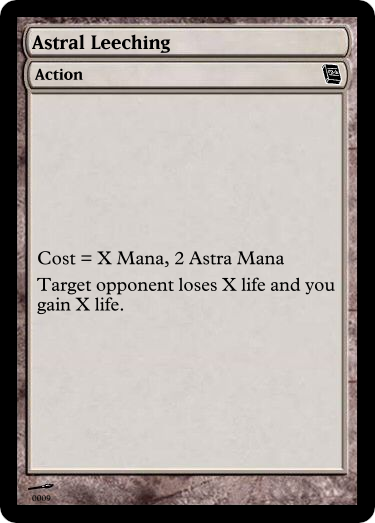 Astral Leeching
Action
Cost = X Mana, 2 Astra Mana
Target opponent loses X life and you
gain X life.
0009